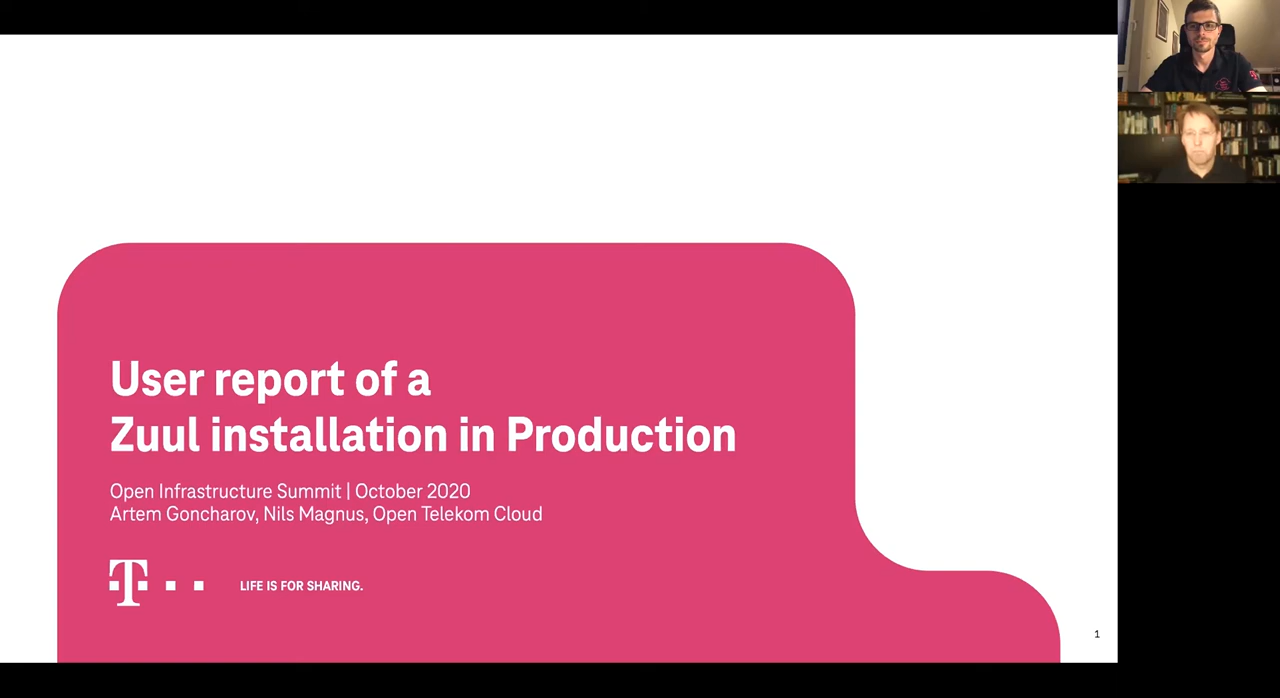 User report of a
Zuul installation in Production
Open Infrastructure Summit | October 2020
Artem Goncharov, Nils Magnus, Open Telekom Cloud
T
LIFE IS FOR SHARING.
1